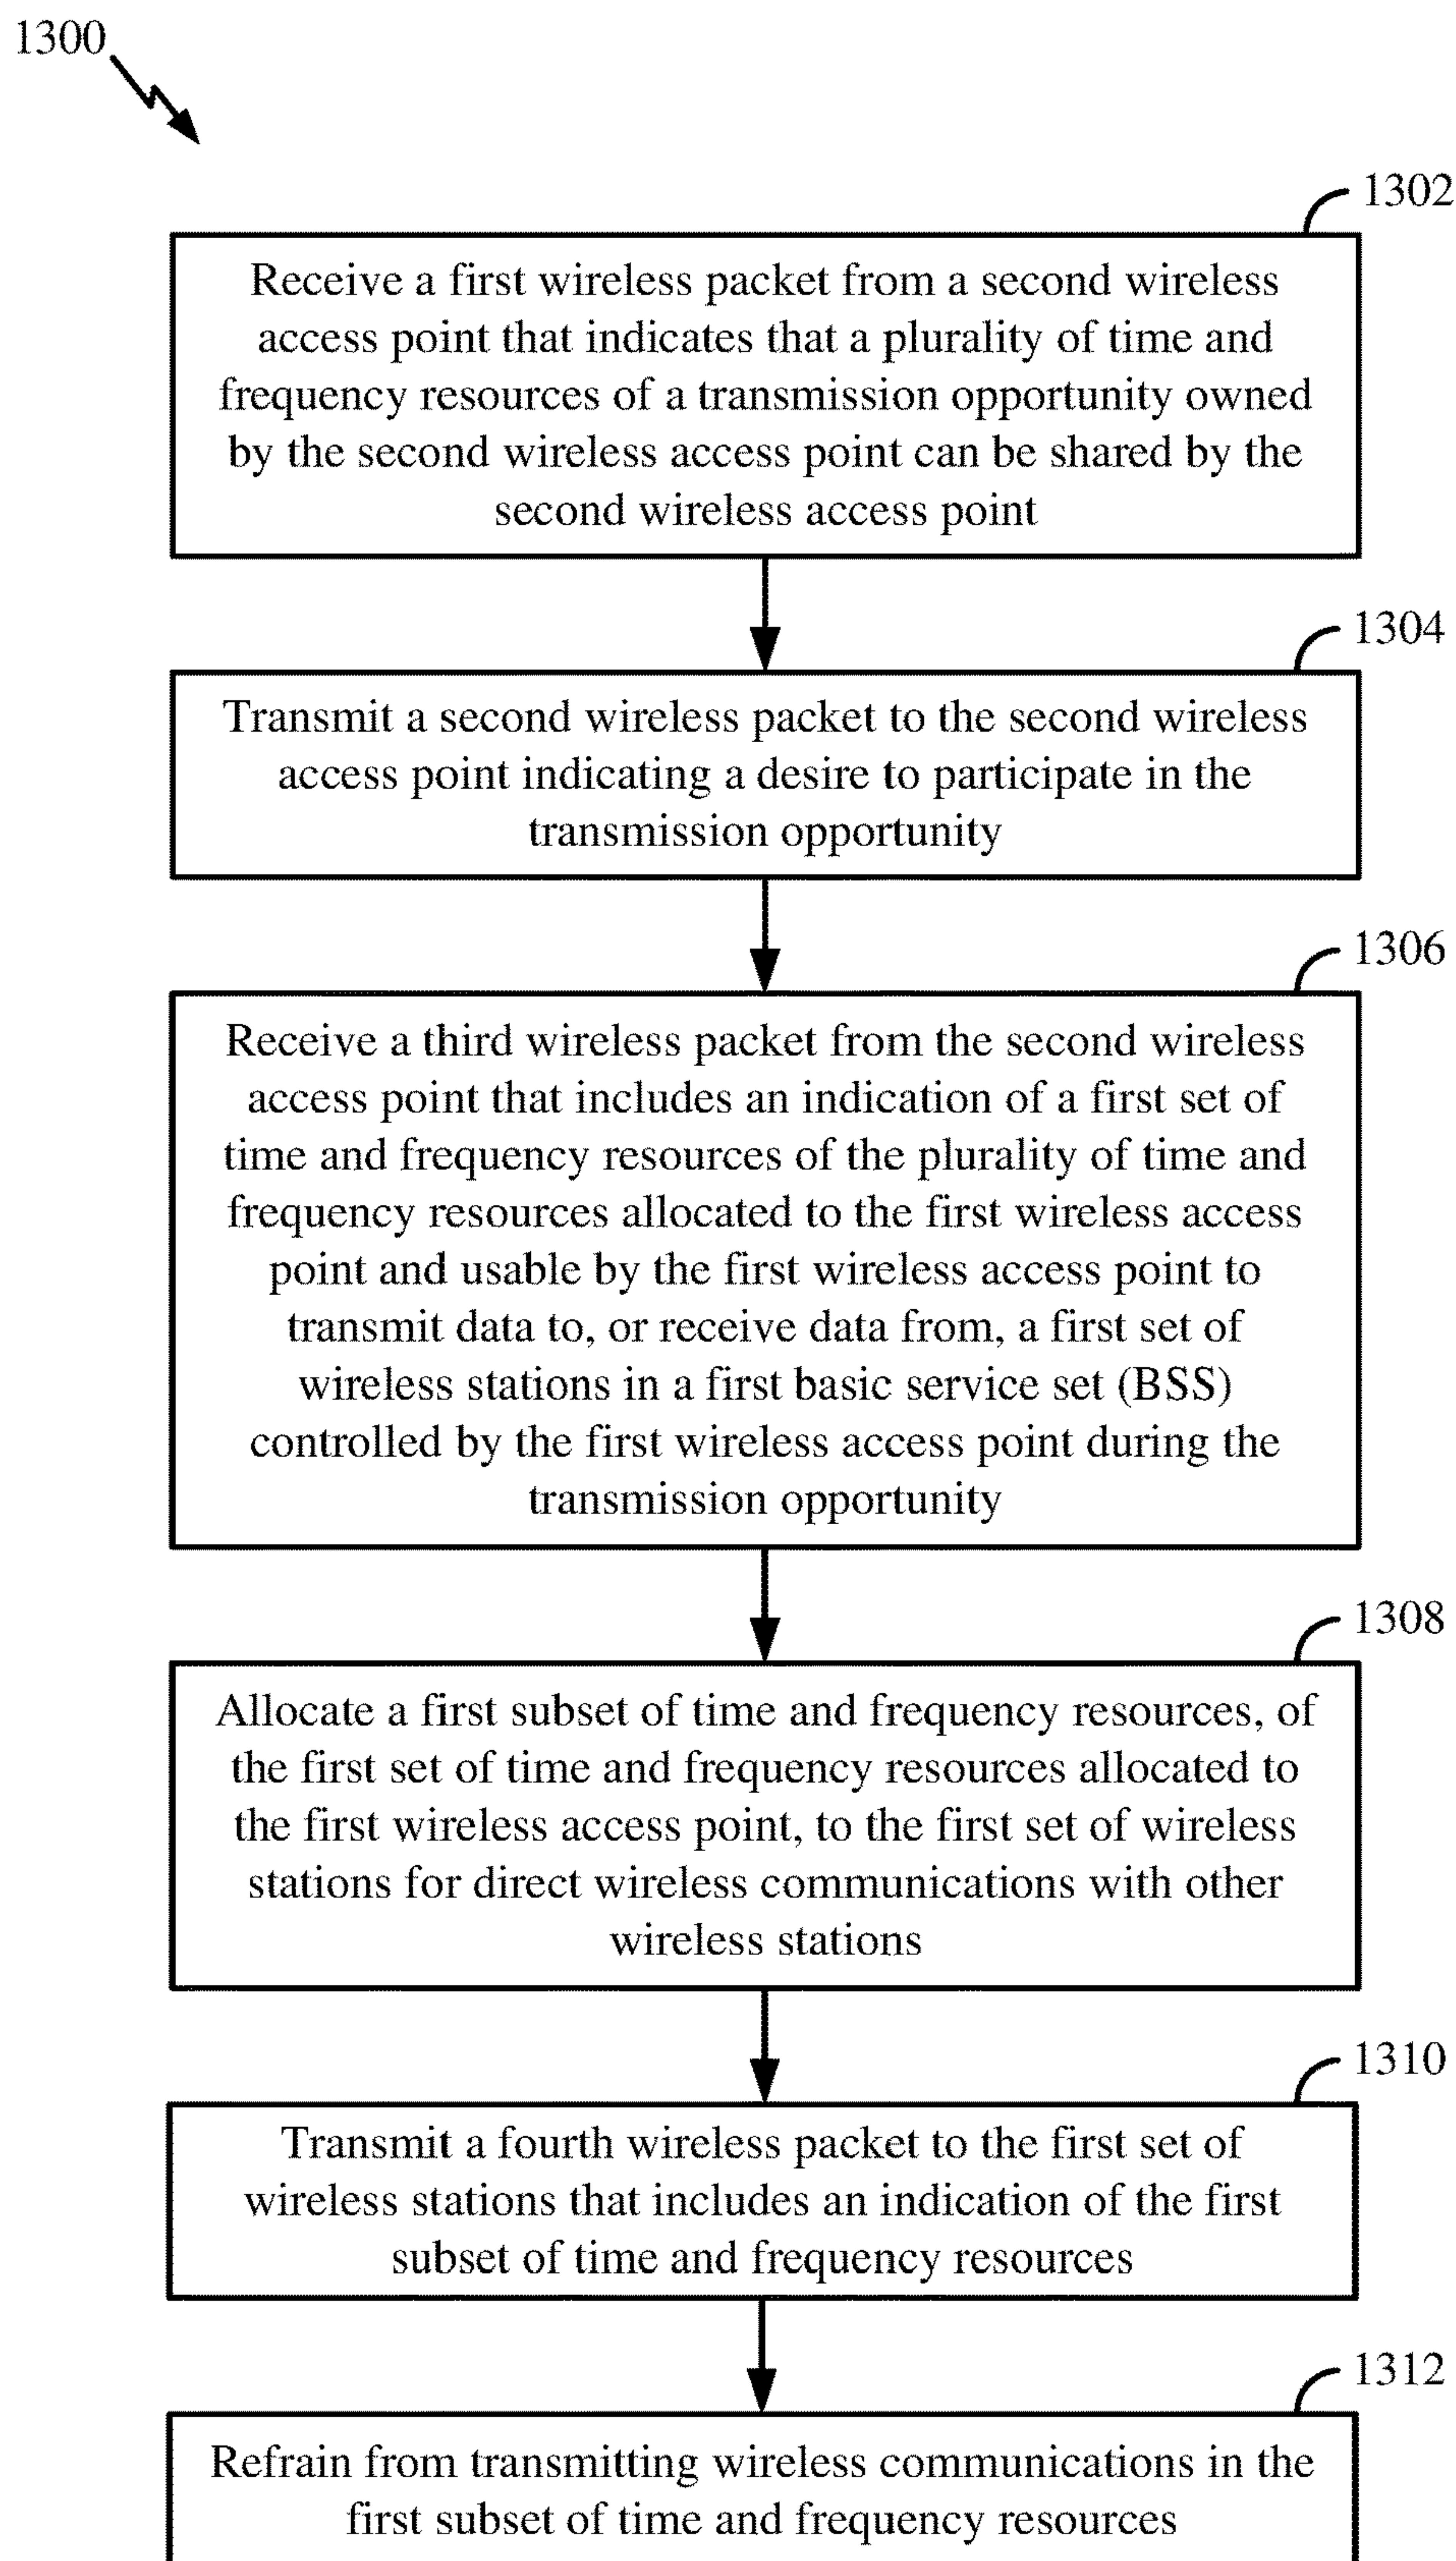 1300
1302
Receive a first wireless packet from a second wireless
access point that indicates that a plurality of time and
frequency resources of a transmission opportunity owned
by the second wireless access point can be shared by the
second wireless access point
1304
Transmit a second wireless packet to the second wireless
access point indicating a desire to participate in the
transmission opportunity
1306
Receive a third wireless packet from the second wireless
access point that includes an indication of a first set of
time and frequency resources of the plurality of time and
frequency resources allocated to the first wireless access
point and usable by the first wireless access point to
transmit data to, or receive data from, a first set of
wireless stations in a first basic service set (BSS)
controlled by the first wireless access point during the
transmission opportunity
1308
Allocate a first subset of time and frequency resources, of
the first set of time and frequency resources allocated to
the first wireless access point, to the first set of wireless
stations for direct wireless communications with other
wireless stations
1310
Transmit a fourth wireless packet to the first set of
wireless stations that includes an indication of the first
subset of time and frequency resources
1312
Refrain from transmitting wireless communications in the
first subset of time and frequency resources